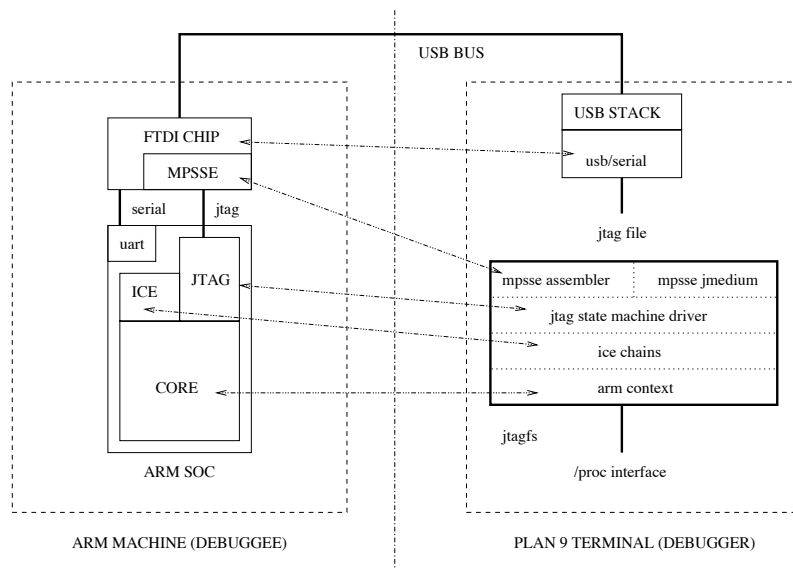 USB BUS
FTDI CHIP
MPSSE
serial
jtag
uart
JTAG
ICE
CORE
ARM SOC
ARM MACHINE (DEBUGGEE)
USB STACK
usb/serial
jtag file
mpsse assembler
mpsse jmedium
jtag state machine driver
ice chains
arm context
jtagfs
/proc interface
PLAN 9 TERMINAL (DEBUGGER)